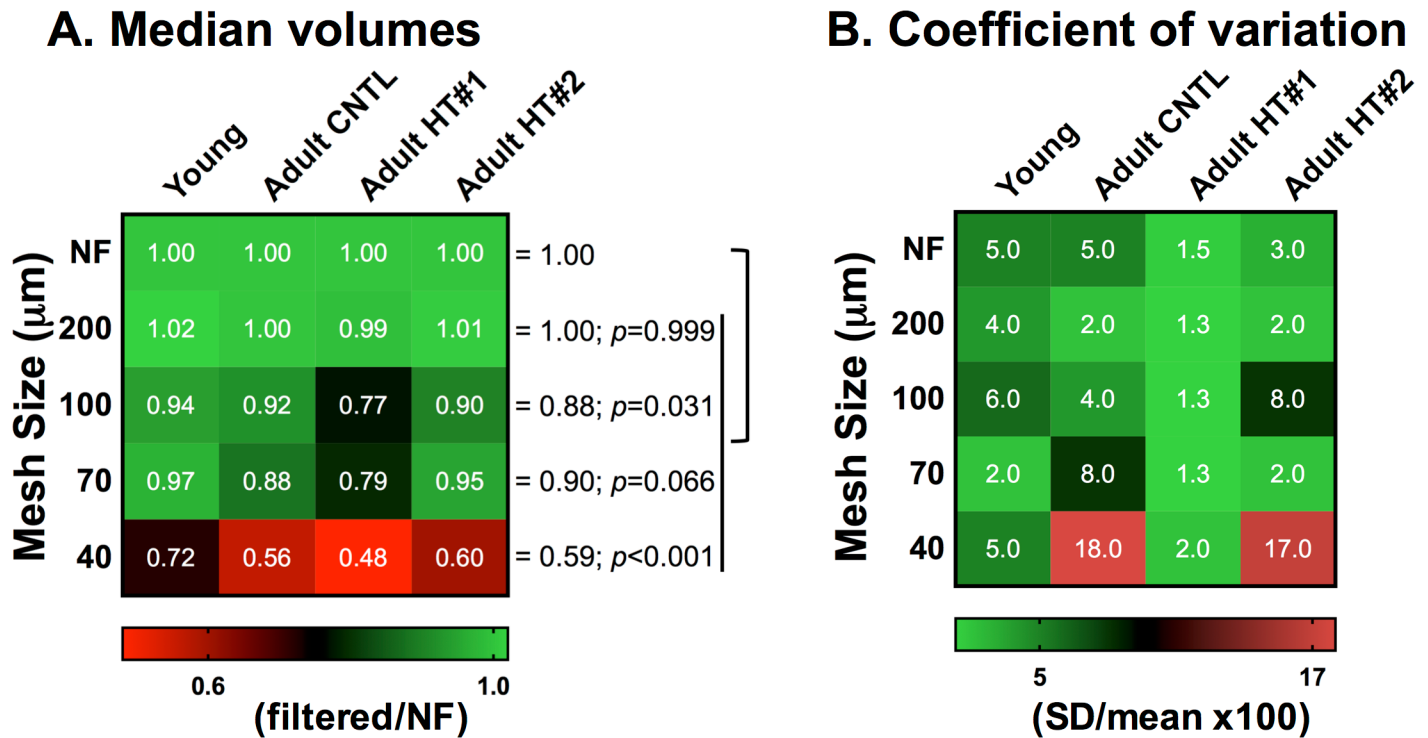 A. Median volumes
Young
Adult CNTL
Adult HT#1
Adult HT#2
Mesh Size (μm)
NF 1.00 1.00 1.00 1.00 = 1.00
200 1.02 1.00 0.99 1.01 = 1.00; p=0.999
100 0.94 0.92 0.77 0.90 = 0.88; p=0.031
70 0.97 0.88 0.79 0.95 = 0.90; p=0.066
40 0.72 0.56 0.48 0.60 = 0.59; p<0.001
0.6 1.0
(filtered/NF)
B. Coefficient of variation
Young
Adult CNTL
Adult HT#1
Adult HT#2
Mesh Size (μm)
NF 5.0 5.0 1.5 3.0
200 4.0 2.0 1.3 2.0
100 6.0 4.0 1.3 8.0
70 2.0 8.0 1.3 2.0
40 5.0 18.0 2.0 17.0
5 17
(SD/mean x100)